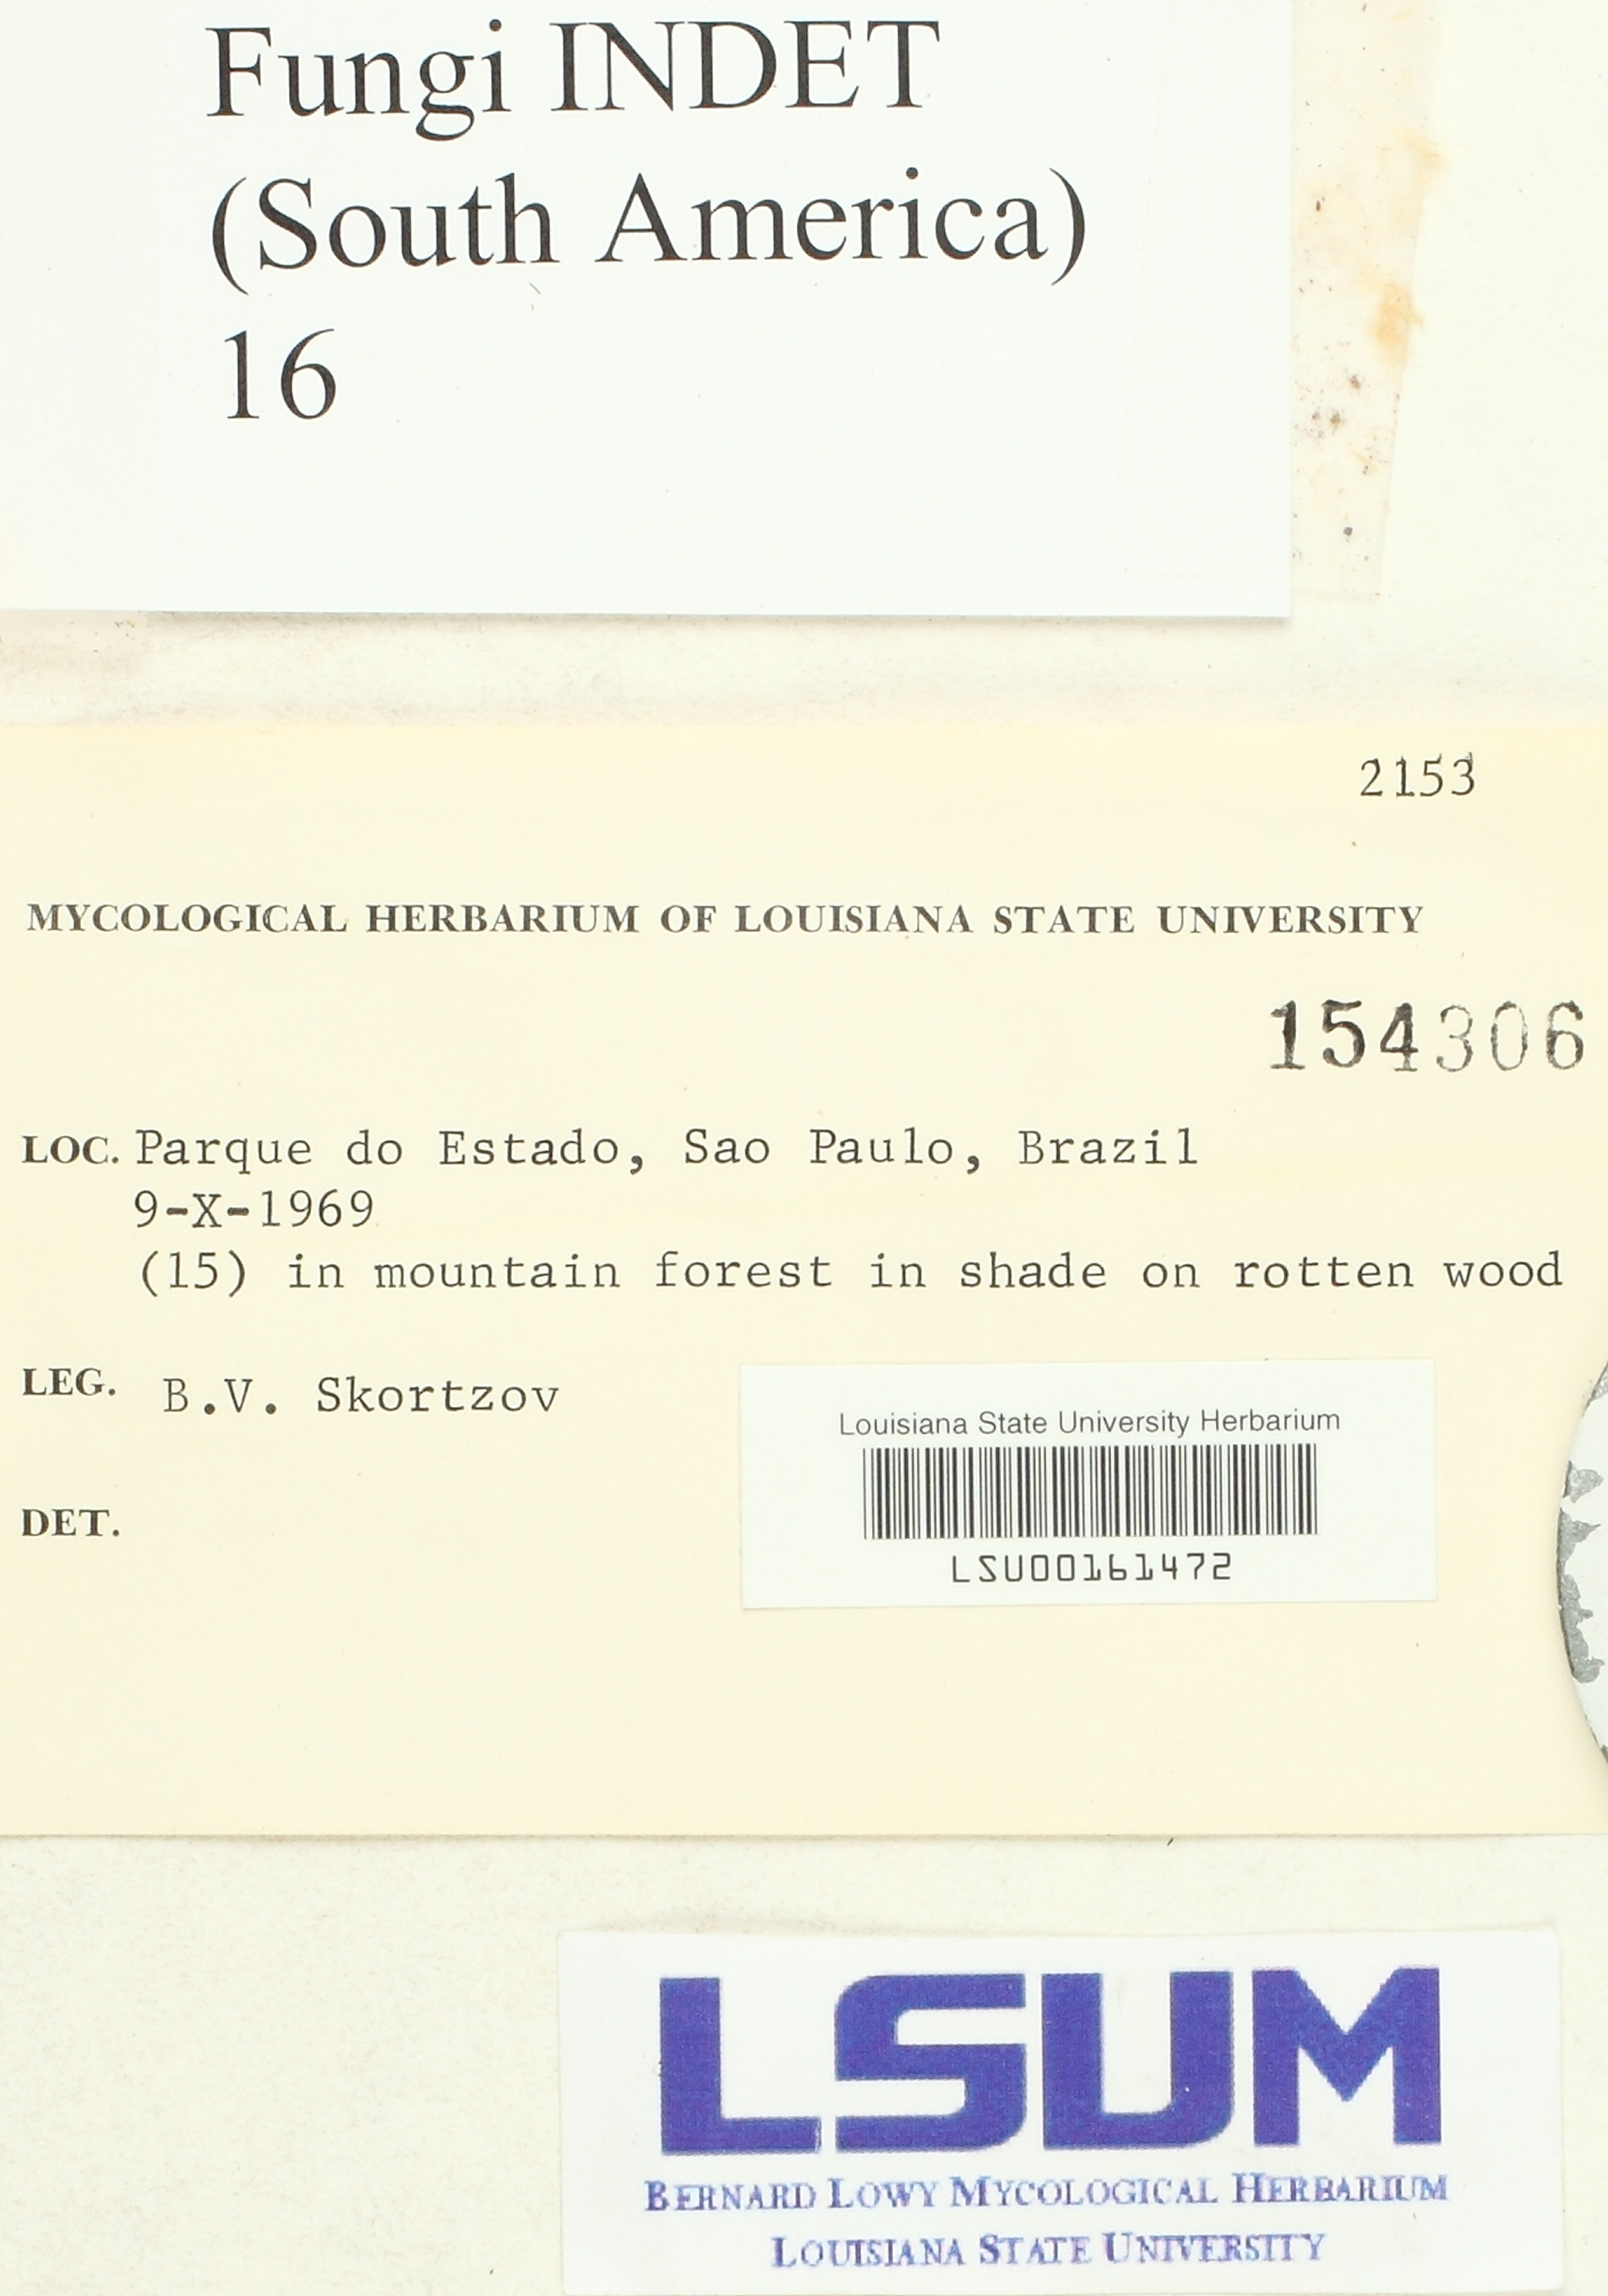 Fungi INDET
(South America)
16
2153
MYCOLOGICAL HERBARIUM OF LOUISIANA STATE UNIVERSITY
154306
LOC. Parque do Estado, Sao Paulo, Brazil
9-X-1969
(15) in mountain forest in shade on rotten wood
LEG. B.V. Skortzov
Louisiana State University Herbarium
LSU00161472
DET.
LSUM
BERNARD LOWY MYCOLOGICAL HERBARIUM
LOUISIANA STATE UNIVERSITY